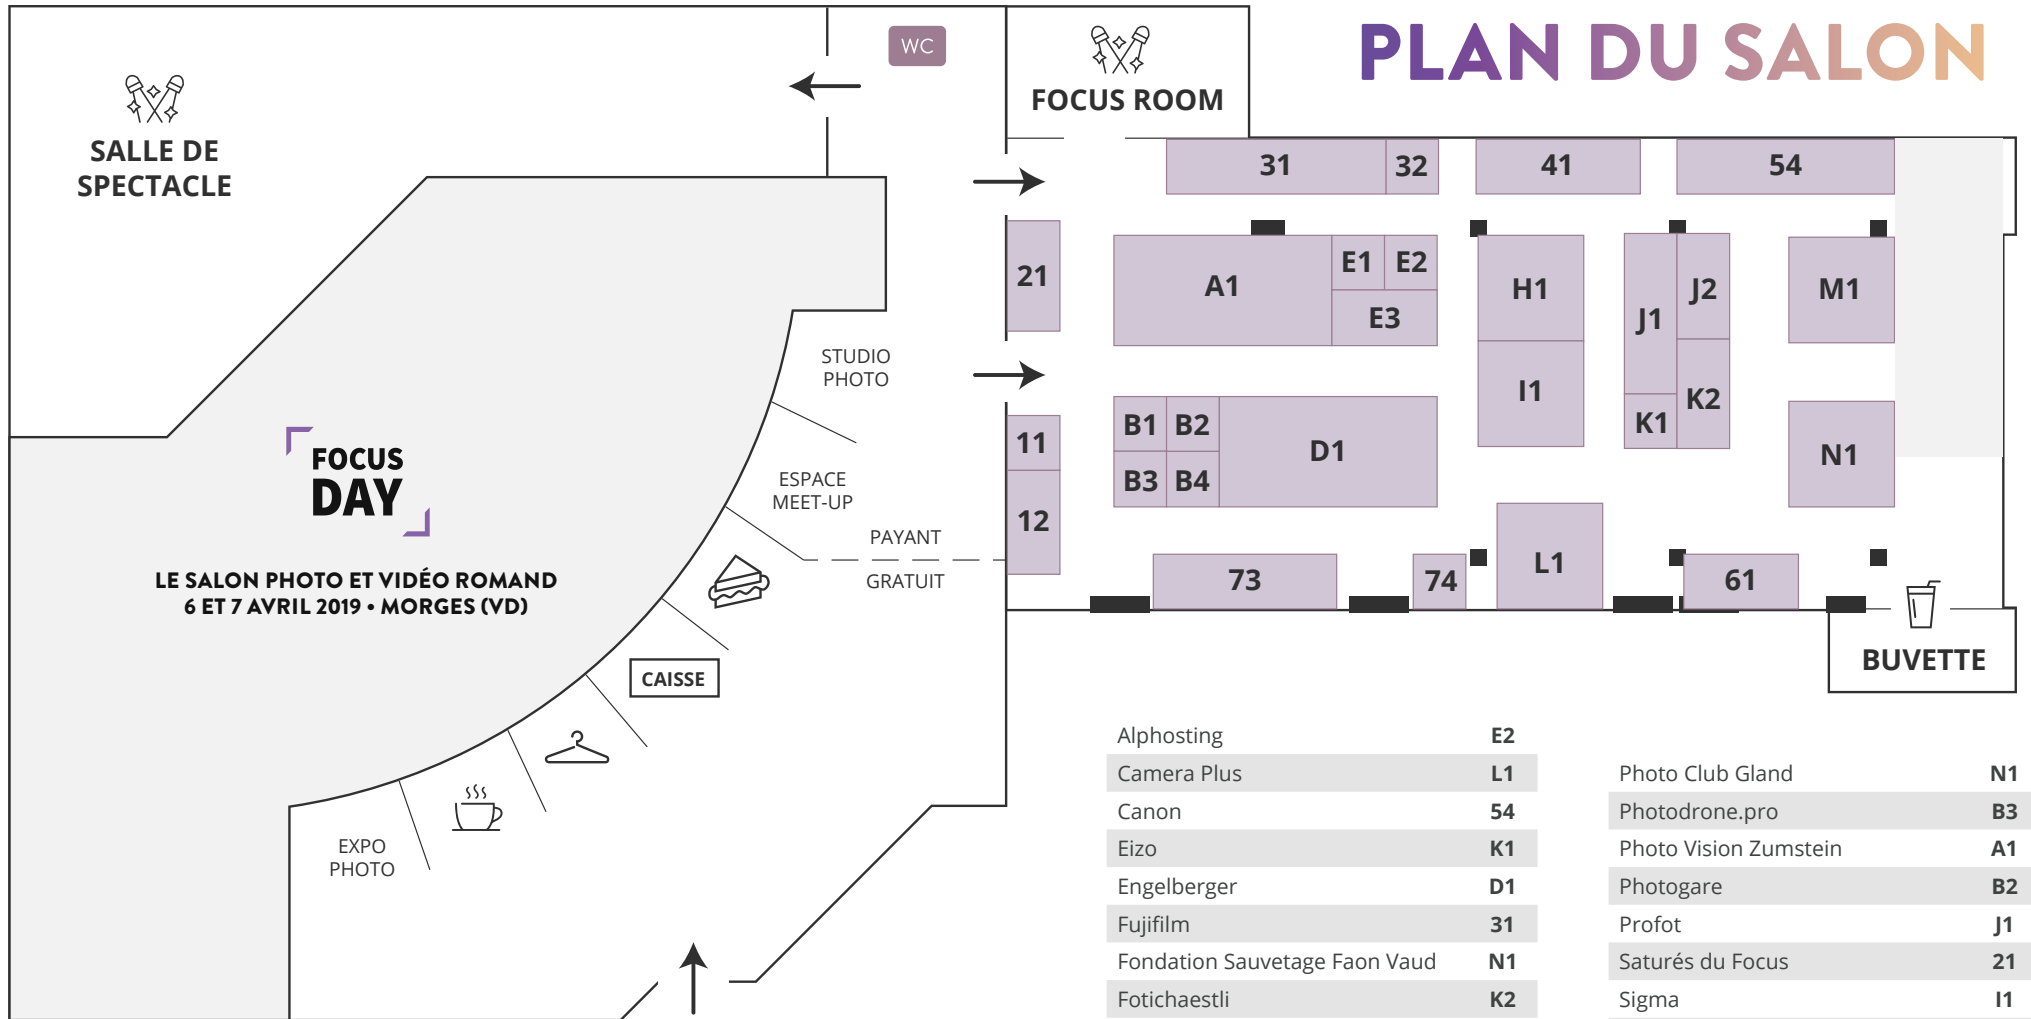 PLAN DU SALON
WC
FOCUS ROOM
SALLE DE
SPECTACLE
31
32
41
54
21
A1
E1
E2
E3
H1
I1
J1
J2
K1
K2
M1
N1
STUDIO
PHOTO
11
12
B1
B2
B3
B4
D1
FOCUS
DAY
LE SALON PHOTO ET VIDÉO ROMAND
6 ET 7 AVRIL 2019 • MORGES (VD)
ESPACE
MEET-UP
PAYANT
GRATUIT
73
74
L1
61
BUVETTE
CAISSE
EXPO
PHOTO
Alphosting E2
Camera Plus L1
Canon 54
Eizo K1
Engelberger D1
Fujifilm 31
Fondation Sauvetage Faon Vaud N1
Fotichaestli K2
Photo Club Gland N1
Photodrone.pro B3
Photo Vision Zumstein A1
Photogare B2
Profot J1
Saturés du Focus 21
Sigma I1